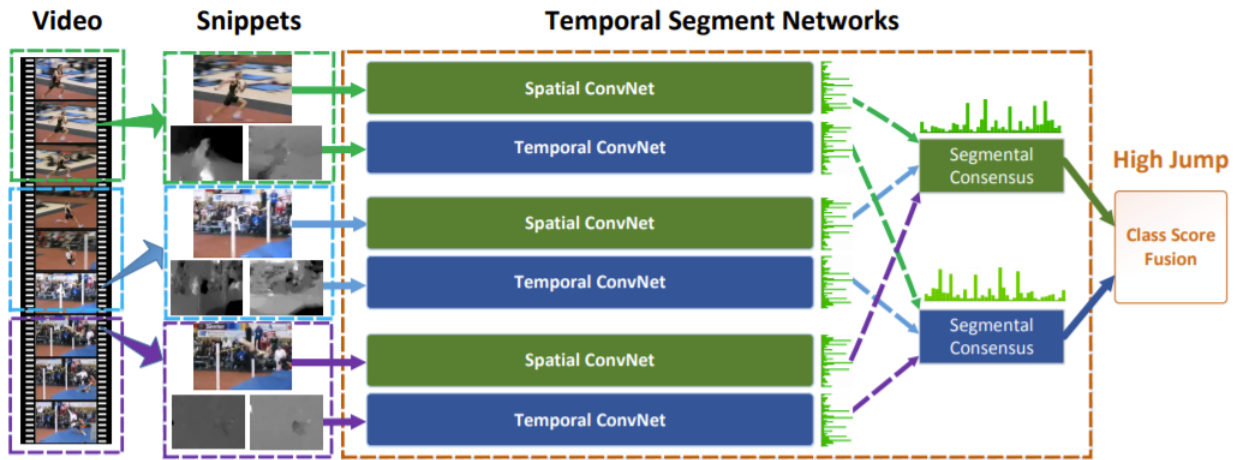 Video
Snippets
Temporal Segment Networks
Spatial ConvNet
Temporal ConvNet
Spatial ConvNet
Temporal ConvNet
Spatial ConvNet
Temporal ConvNet
Segmental
Consensus
Segmental
Consensus
High Jump
Class Score
Fusion